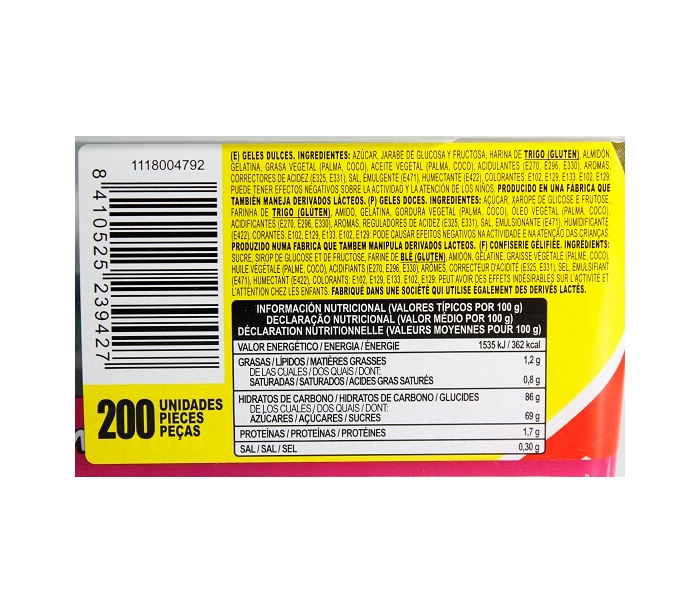 1118004792
8 410525 239427
200 UNIDADES
PIÈCES
PEÇAS
(E) GELES DULCES. INGREDIENTES: AZÚCAR, JARABE DE GLUCOSA Y FRUCTOSA, HARINA DE TRIGO (GLUTEN), ALMIDÓN,
GELATINA, GRASA VEGETAL (PALMA, COCO), ACEITE VEGETAL (PALMA, COCO), ACIDULANTES (E270, E296, E330), AROMAS,
CORRECTORES DE ACIDEZ (E325, E331), SAL, EMULGENTE (E471), HUMECTANTE (E422), COLORANTES: E102, E129, E133. E102, E129
PUEDE TENER EFECTOS NEGATIVOS SOBRE LA ACTIVIDAD Y LA ATENCIÓN DE LOS NIÑOS. PRODUCIDO EN UNA FÁBRICA QUE
TAMBIÉN MANEJA DERIVADOS LÁCTEOS. (P) GELES DOCES. INGREDIENTES: AÇÚCAR, XAROPE DE GLICOSE E FRUTOSE,
FARINHA DE TRIGO (GLÚTEN), AMIDO, GELATINA, GORDURA VEGETAL (PALMA, COCO), OLEO VEGETAL (PALMA, COCO),
ACIDIFICANTES (E270, E296, E330), AROMAS, REGULADORES DE ACIDEZ (E325, E331), SAL, EMULSIONANTE (E471), HUMIDIFICANTE
(E422), CORANTES: E102, E129, E133. E102, E129: PODE CAUSAR EFEITOS NEGATIVOS NA ACTIVIDADE E NA ATENÇÃO DAS CRIANÇAS.
PRODUZIDO NUMA FABRICA QUE TAMBEM MANIPULA DERIVADOS LÁCTEOS. (F) CONFISERIE GÉLIFIÉE. INGRÉDIENTS:
SUCRE, SIROP DE GLUCOSE ET DE FRUCTOSE, FARINE DE BLÉ (GLUTEN), AMIDON, GÉLATINE, GRAISSE VÉGÉTALE (PALME, COCO),
HUILE VÉGÉTALE (PALME, COCO), ACIDIFIANTS (E270, E296, E330), ARÔMES, CORRECTEUR D'ACIDITÉ (E325, E331), SEL, EMULSIFIANT
(E471), HUMECTANT (E422), COLORANTS: E102, E129, E133. E102, E129: PEUT AVOIR DES EFFETS INDÉSIRABLES SUR L'ACTIVITÉ ET
L'ATTENTION CHEZ LES ENFANTS. FABRIQUÉ DANS UNE SOCIÉTÉ QUI UTILISE ÉGALEMENT DES DERIVÉS LACTÉS.
INFORMACIÓN NUTRICIONAL (VALORES TÍPICOS POR 100 g)
DECLARAÇÃO NUTRICIONAL (VALOR MÉDIO POR 100 g)
DÉCLARATION NUTRITIONNELLE (VALEURS MOYENNES POUR 100 g)
VALOR ENERGÉTICO / ENERGIA / ÉNERGIE 1535 kJ / 362 kcal
GRASAS / LÍPIDOS / MATIÈRES GRASSES 1,2 g
DE LAS CUALES / DOS QUAIS / DONT:
SATURADAS / SATURADOS / ACIDES GRAS SATURÉS 0,8 g
HIDRATOS DE CARBONO / HIDRATOS DE CARBONO / GLUCIDES 86 g
DE LOS CUALES / DOS QUAIS / DONT:
AZÚCARES / AÇÚCARES / SUCRES 69 g
PROTEÍNAS / PROTEÍNAS / PROTÉINES 1,7 g
SAL / SAL / SEL 0,30 g